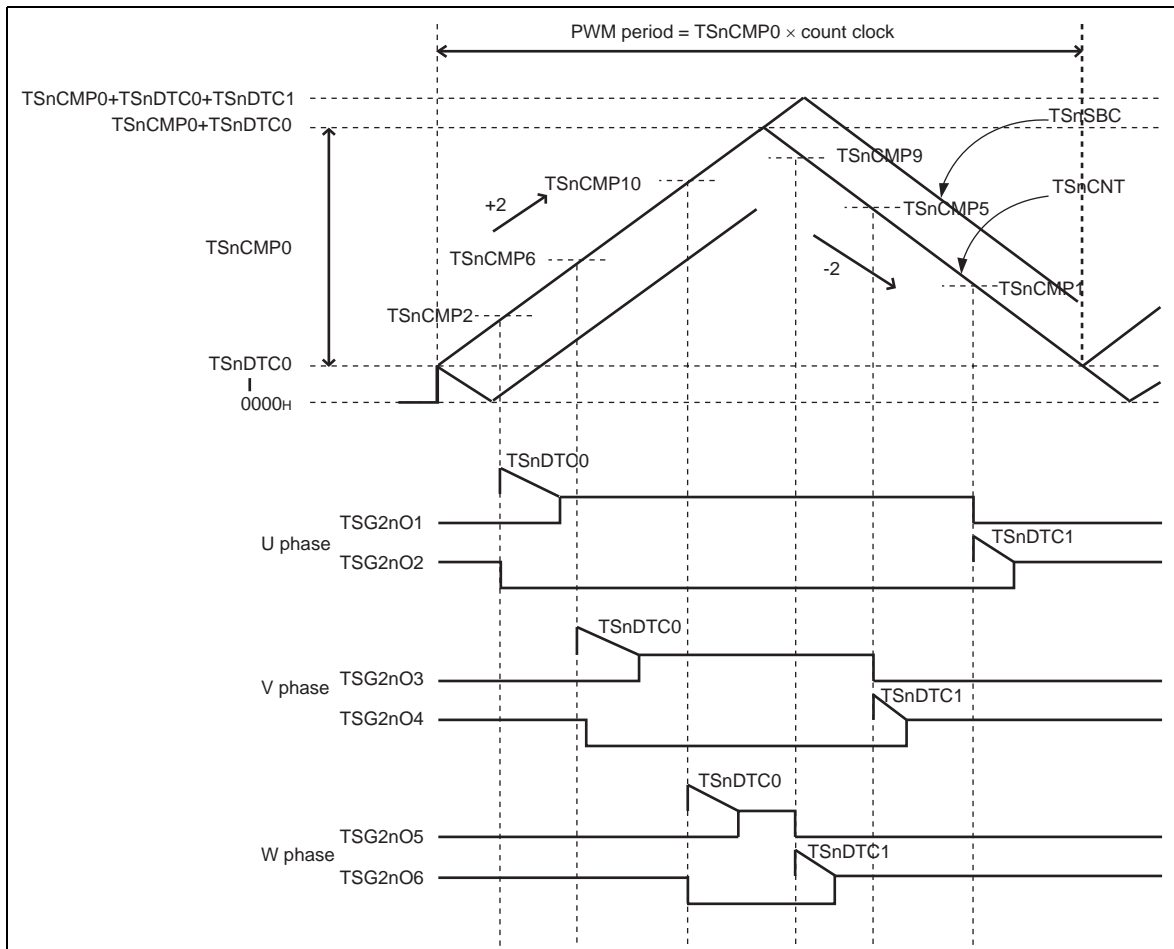 PWM period = TSnCMP0 × count clock
TSnCMP0+TSnDTC0+TSnDTC1
TSnCMP0+TSnDTC0
TSnSBC
TSnCMP9
TSnCMP10
TSnCNT
+2
TSnCMP5
TSnCMP0
TSnCMP6
-2
TSnCMP1
TSnCMP2
TSnDTC0
0000H
TSnDTC0
TSG2nO1
U phase
TSnDTC1
TSG2nO2
TSnDTC0
TSG2nO3
V phase
TSnDTC1
TSG2nO4
TSnDTC0
TSG2nO5
W phase
TSnDTC1
TSG2nO6